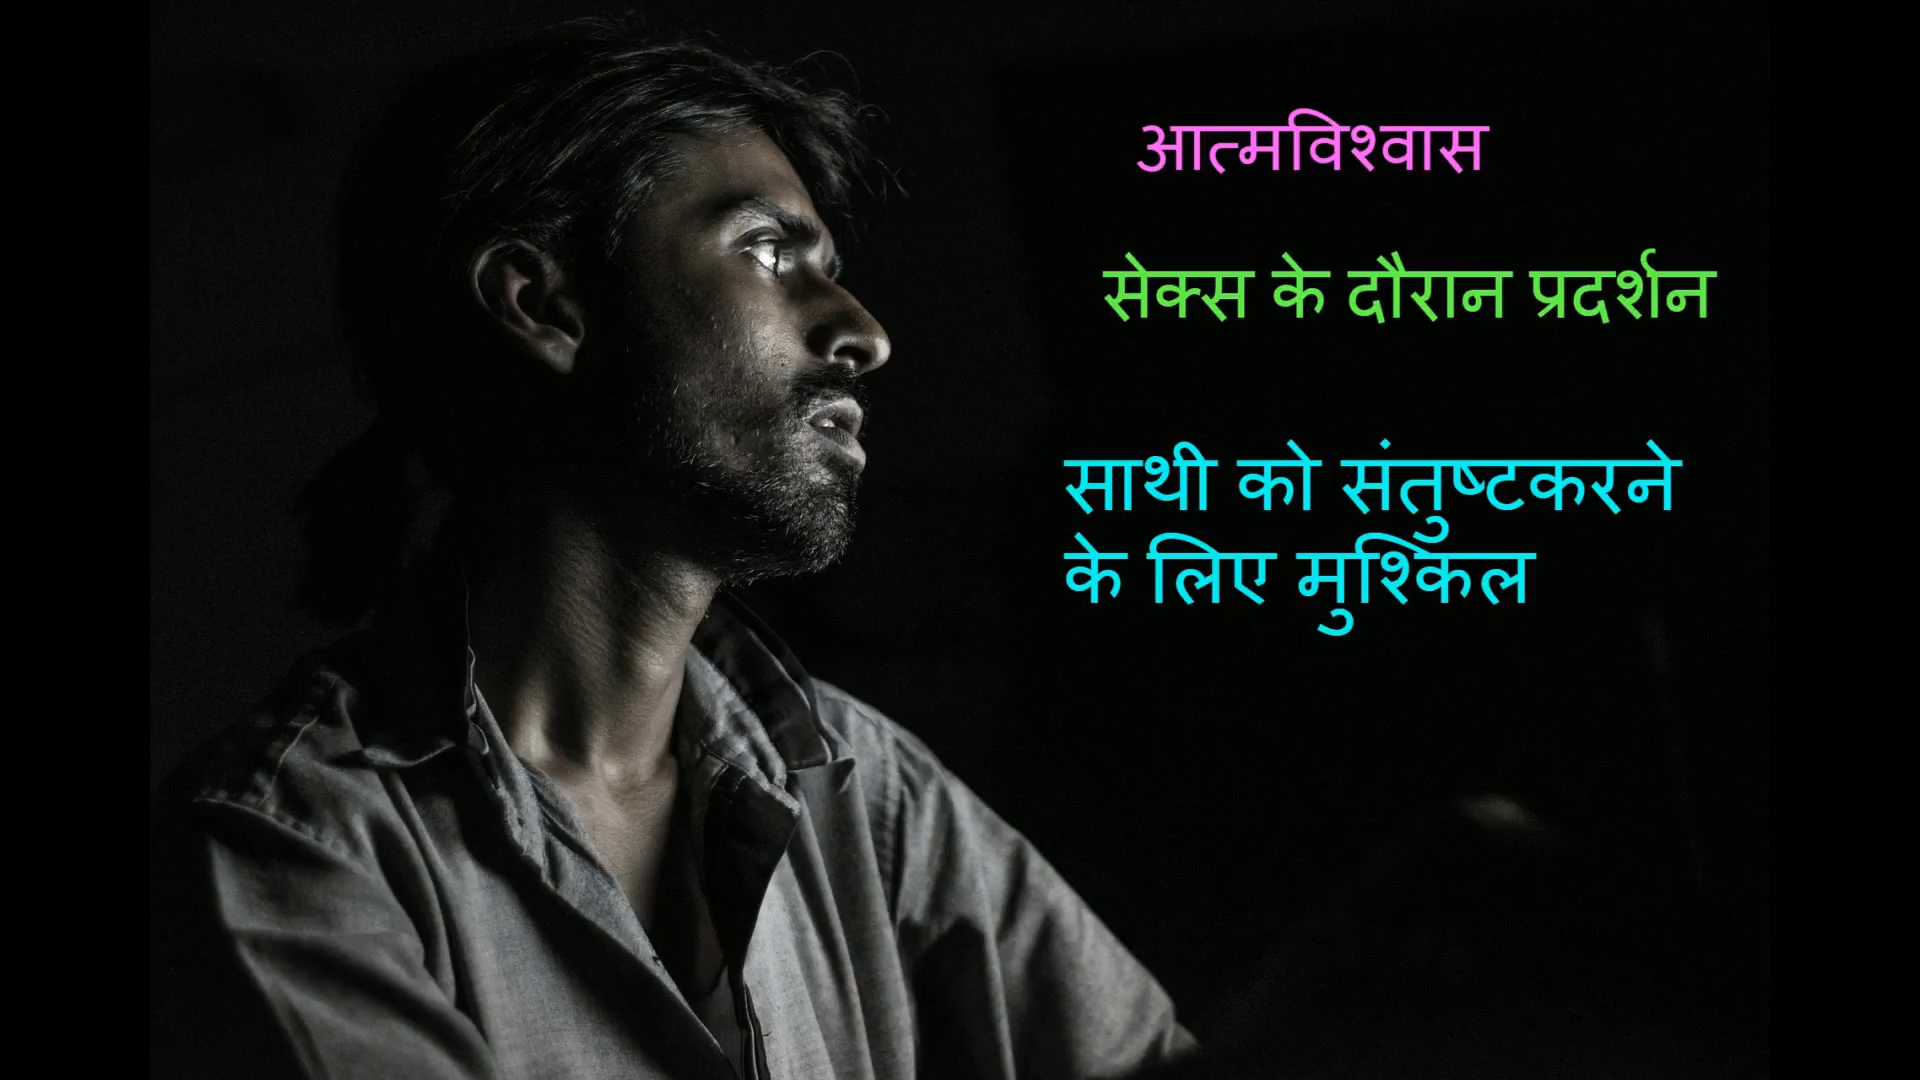 आत्मविश्वास
सेक्स के दौरान प्रदर्शन
साथी को संतुष्टकरने
के लिए मुश्किल